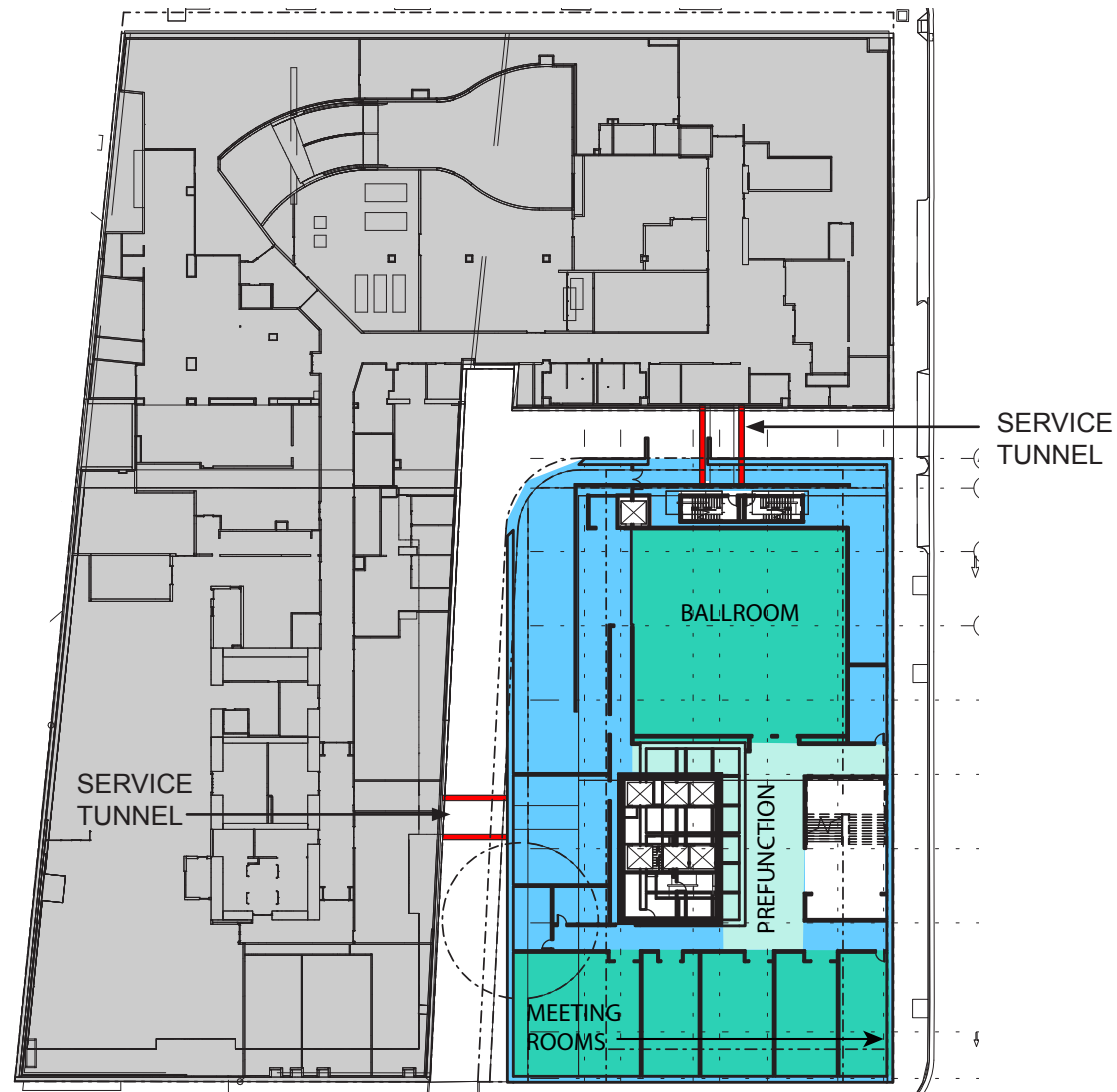 SERVICE
TUNNEL
BALLROOM
SERVICE
TUNNEL
PREFUNCTION
MEETING
ROOMS